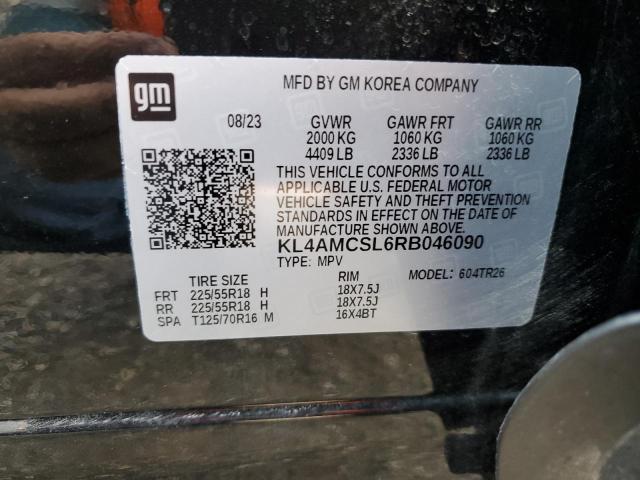 gm
MFD BY GM KOREA COMPANY
08/23 GVWR GAWR FRT GAWR RR
2000 KG 1060 KG 1060 KG
4409 LB 2336 LB 2336 LB
THIS VEHICLE CONFORMS TO ALL
APPLICABLE U.S. FEDERAL MOTOR
VEHICLE SAFETY AND THEFT PREVENTION
STANDARDS IN EFFECT ON THE DATE OF
MANUFACTURE SHOWN ABOVE.
KL4AMCSL6RB046090
TYPE: MPV MODEL: 604TR26
TIRE SIZE RIM
FRT 225/55R18 H 18X7.5J
RR 225/55R18 H 18X7.5J
SPA T125/70R16 M 16X4BT